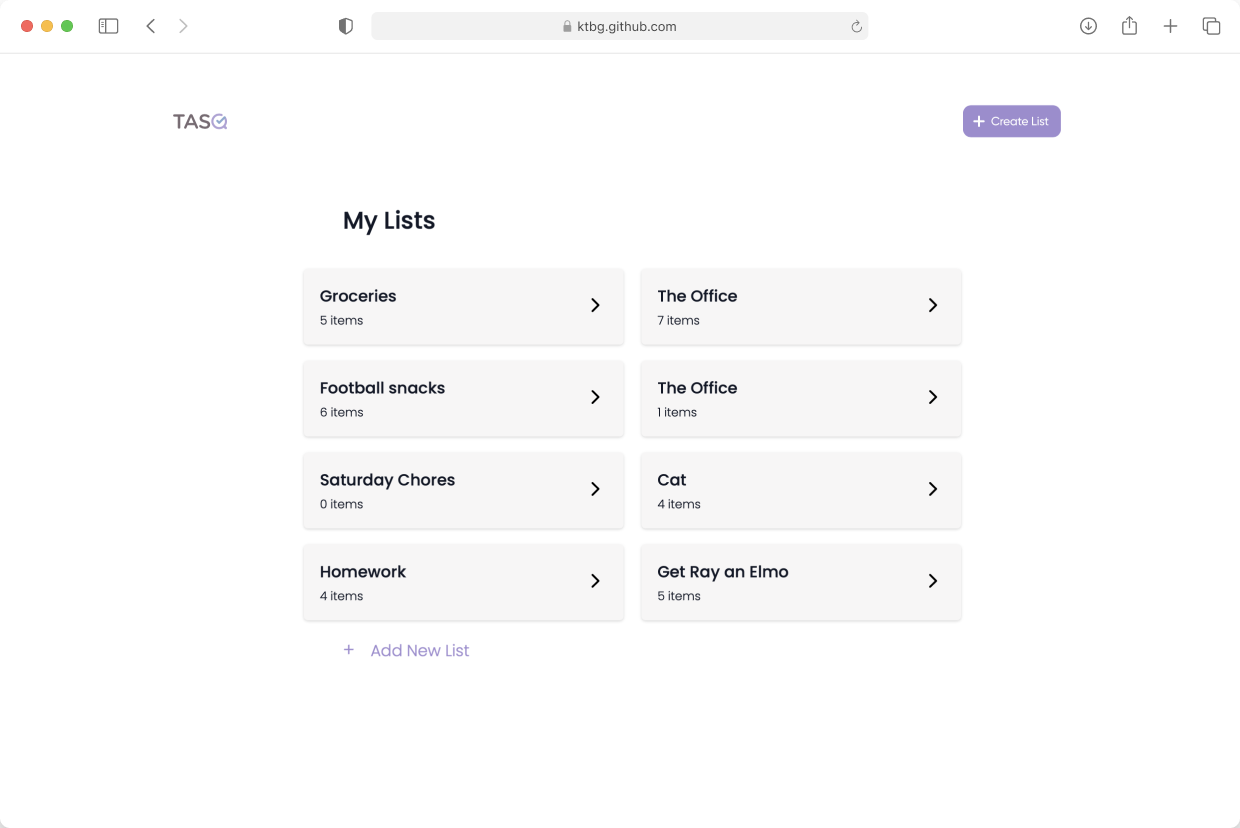 ktbg.github.com
TASQ
Create List
My Lists
Groceries
5 items
The Office
7 items
Football snacks
6 items
The Office
1 items
Saturday Chores
0 items
Cat
4 items
Homework
4 items
Get Ray an Elmo
5 items
+ Add New List